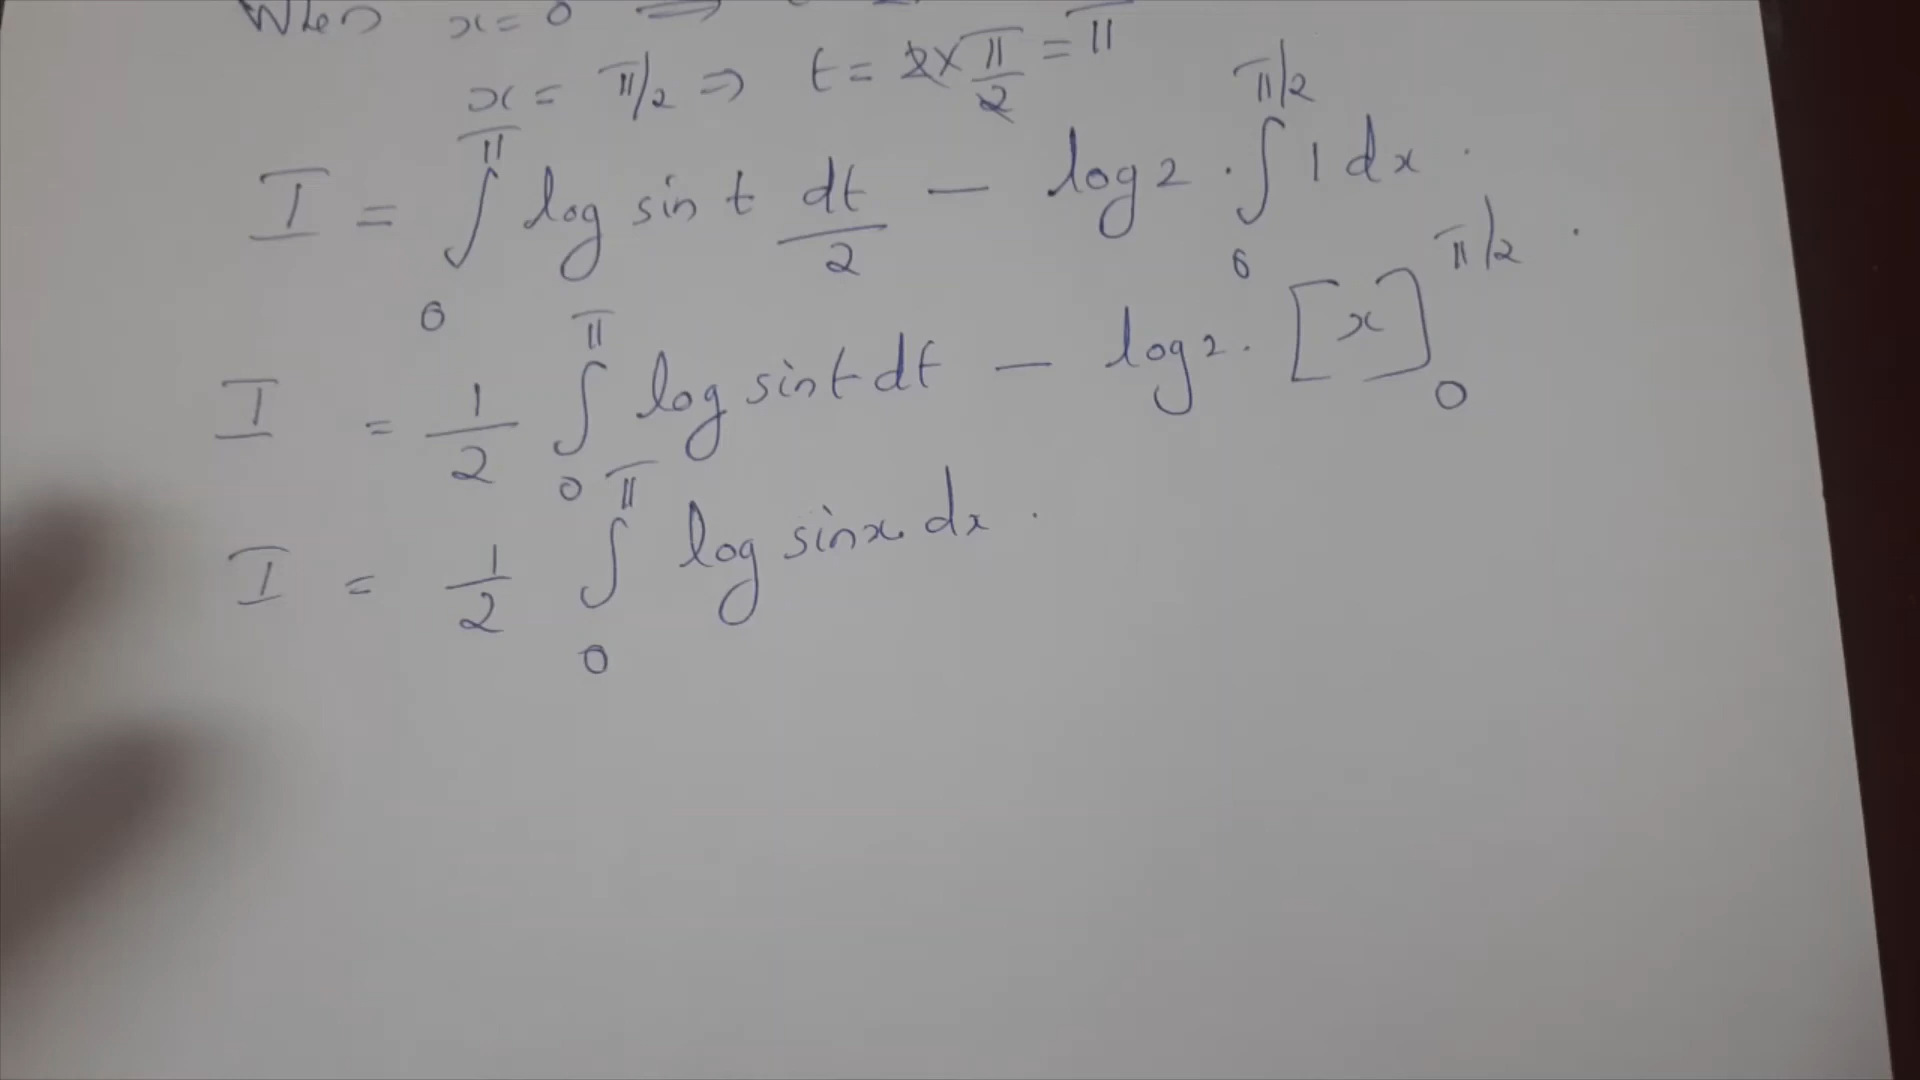 When x = 0 ⇒
x = π/2 ⇒ t = 2 × π/2 = π
I = ∫₀^π log sin t dt/2 − log 2 · ∫₀^{π/2} 1 dx .
I = 1/2 ∫₀^π log sin t dt − log 2 · [x]₀^{π/2} .
I = 1/2 ∫₀^π log sin x dx .